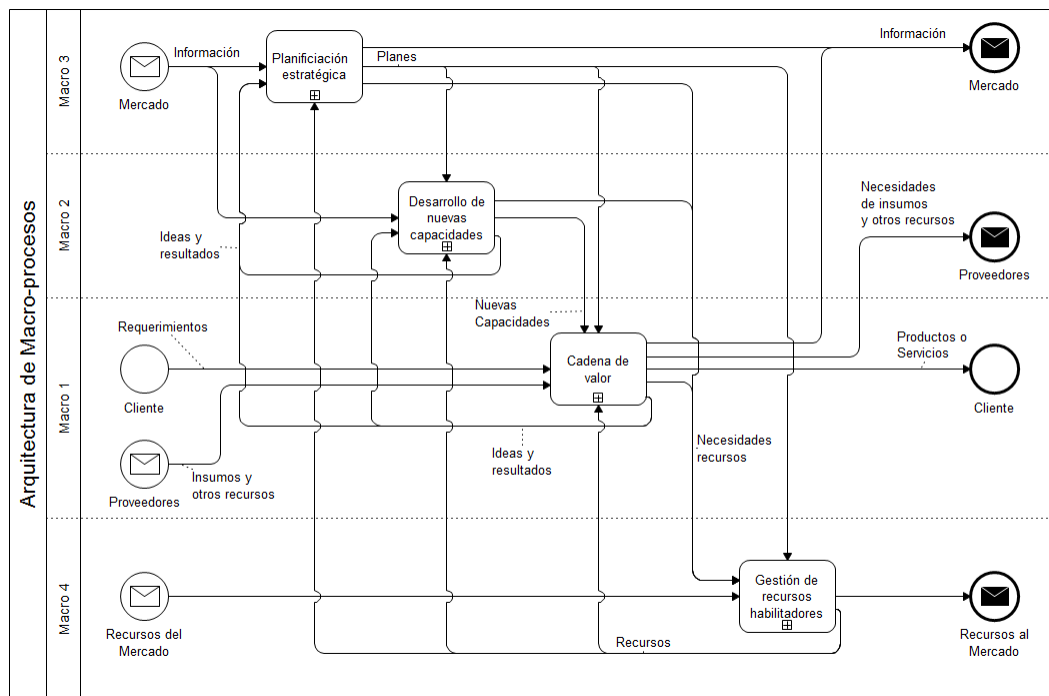 Arquitectura de Macro-procesos
Macro 3
Mercado
Información
Planificiación
estratégica
Planes
Información
Mercado
Macro 2
Ideas y
resultados
Desarrollo de
nuevas
capacidades
Necesidades
de insumos
y otros recursos
Proveedores
Macro 1
Requerimientos
Cliente
Nuevas
Capacidades
Cadena de
valor
Productos o
Servicios
Cliente
Insumos y
otros recursos
Proveedores
Ideas y
resultados
Necesidades
recursos
Macro 4
Recursos del
Mercado
Gestión de
recursos
habilitadores
Recursos
Recursos al
Mercado